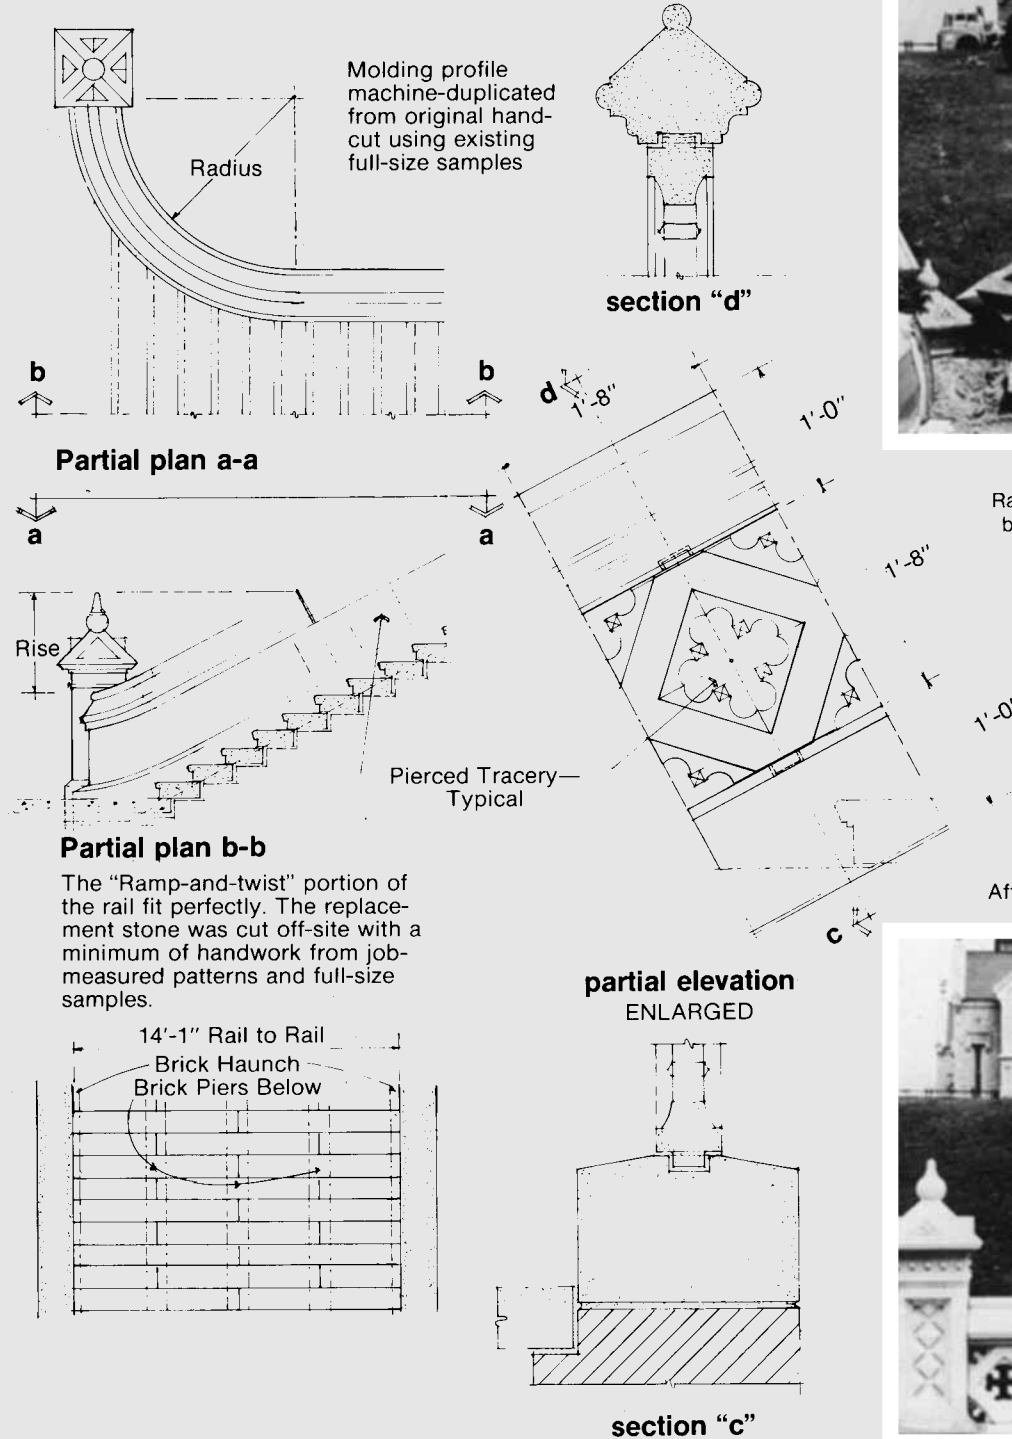 Molding profile
machine-duplicated
from original hand-
cut using existing
full-size samples
Radius
section “d”
b
b
Partial plan a-a
a
a
Rise
Partial plan b-b
The “Ramp-and-twist” portion of
the rail fit perfectly. The replace-
ment stone was cut off-site with a
minimum of handwork from job-
measured patterns and full-size
samples.
d
1'-8"
1'-0"
1'-8"
1'-0"
Pierced Tracery—
Typical
c
partial elevation
ENLARGED
14'-1" Rail to Rail
Brick Haunch
Brick Piers Below
section “c”